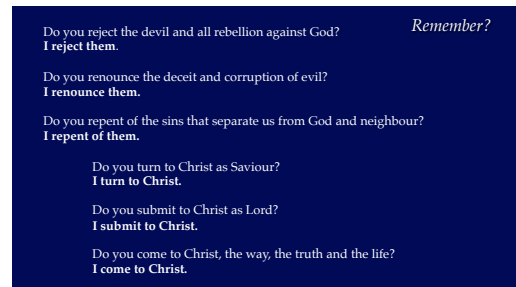 Remember?
Do you reject the devil and all rebellion against God?
I reject them.
Do you renounce the deceit and corruption of evil?
I renounce them.
Do you repent of the sins that separate us from God and neighbour?
I repent of them.
Do you turn to Christ as Saviour?
I turn to Christ.
Do you submit to Christ as Lord?
I submit to Christ.
Do you come to Christ, the way, the truth and the life?
I come to Christ.